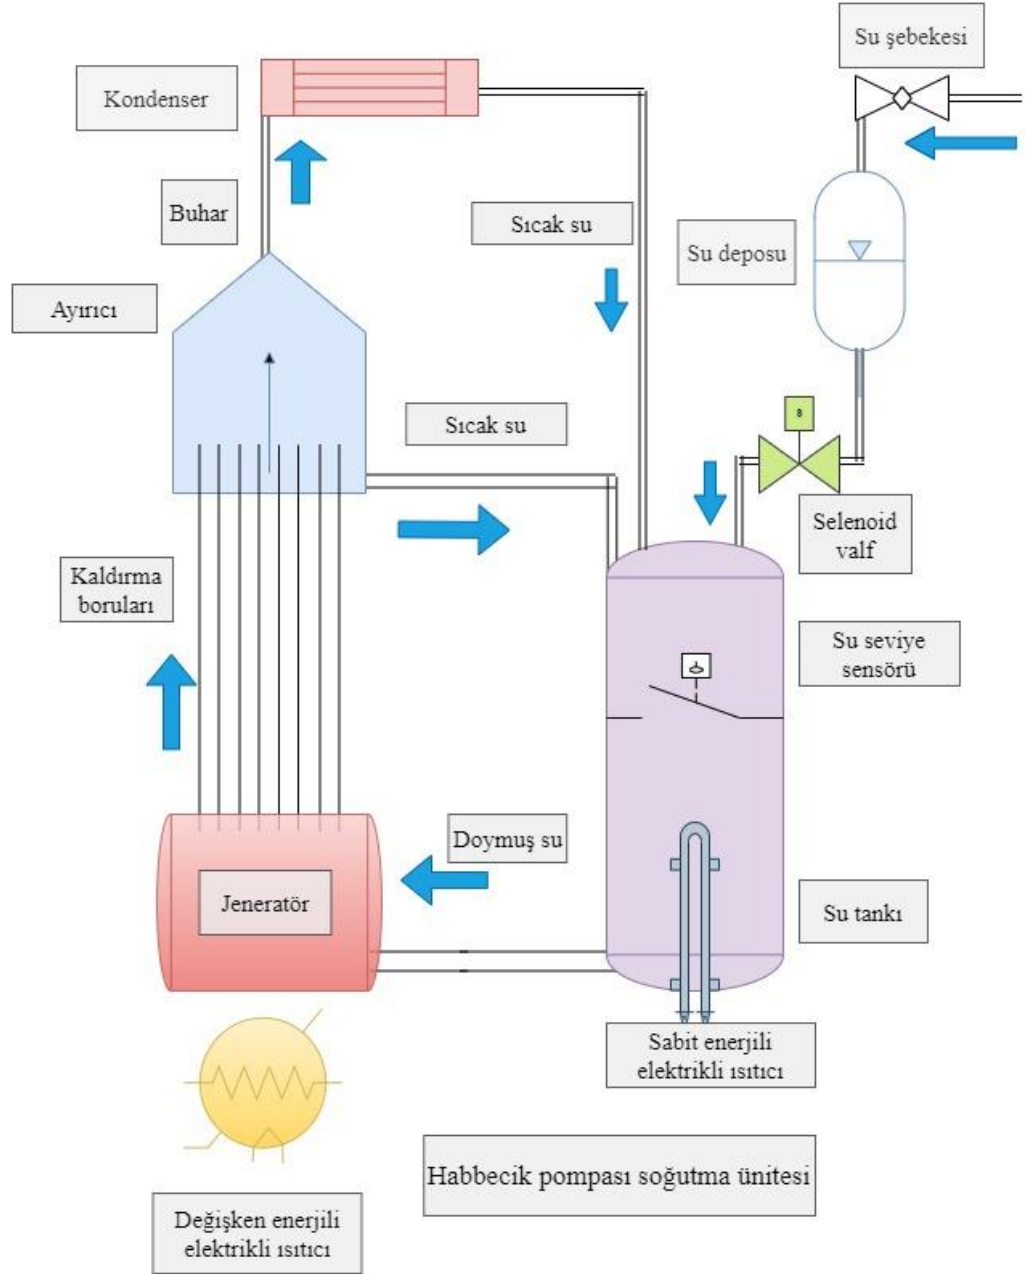 Su şebekesi
Kondenser
Buhar
Sıcak su
Su deposu
Ayırıcı
Sıcak su
8
Selenoid
valf
Kaldırma
boruları
Su seviye
sensörü
Doymuş su
Jeneratör
Su tankı
Sabit enerjili
elektrikli ısıtıcı
Habbecik pompası soğutma ünitesi
Değişken enerjili
elektrikli ısıtıcı